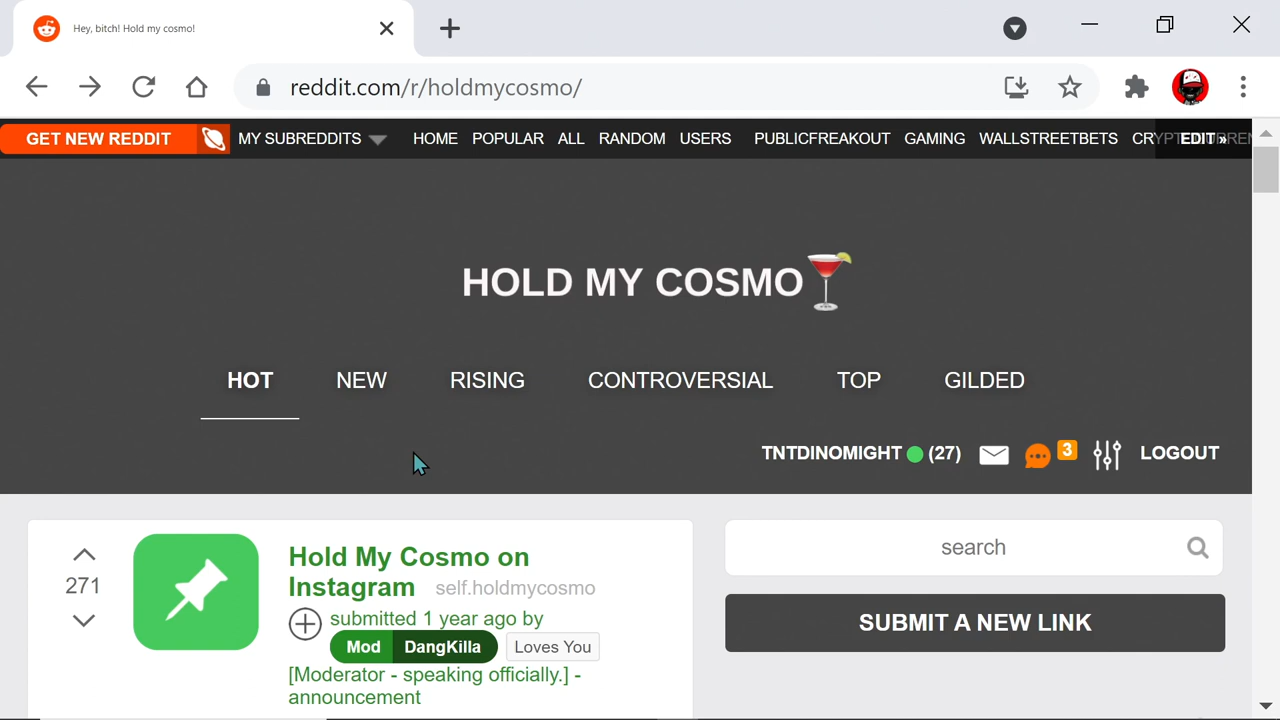 Hey, bitch! Hold my cosmo!
reddit.com/r/holdmycosmo/
GET NEW REDDIT MY SUBREDDITS HOME POPULAR ALL RANDOM USERS PUBLICFREAKOUT GAMING WALLSTREETBETS EDIT »
HOLD MY COSMO
HOT NEW RISING CONTROVERSIAL TOP GILDED
TNTDINOMIGHT (27) 3 LOGOUT
271
Hold My Cosmo on
Instagram self.holdmycosmo
submitted 1 year ago by
Mod DangKilla Loves You
[Moderator - speaking officially.] -
announcement
search
SUBMIT A NEW LINK